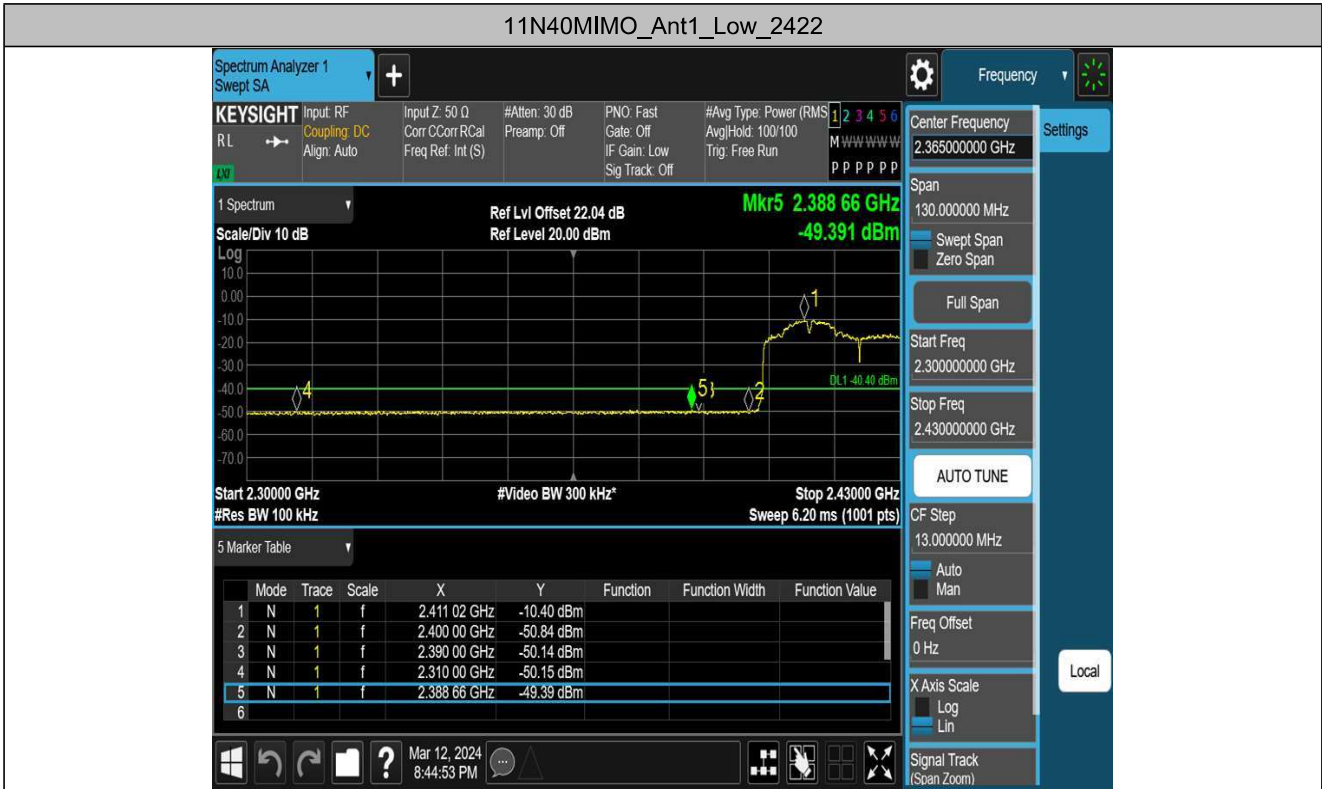 11N40MIMO_Ant1_Low_2422
Spectrum Analyzer 1
Swept SA
Frequency
KEYSIGHT
RL
LXI
Input: RF
Coupling: DC
Align: Auto
Input Z: 50 Ω
Corr CCorr RCal
Freq Ref: Int (S)
#Atten: 30 dB
Preamp: Off
PNO: Fast
Gate: Off
IF Gain: Low
Sig Track: Off
#Avg Type: Power (RMS
Avg|Hold: 100/100
Trig: Free Run
1 2 3 4 5 6
M W W W W W
P P P P P P
1 Spectrum
Scale/Div 10 dB
Ref Lvl Offset 22.04 dB
Ref Level 20.00 dBm
Mkr5 2.388 66 GHz
-49.391 dBm
Log
10.0
0.00
-10.0
-20.0
-30.0
-40.0
-50.0
-60.0
-70.0
1
4
5
2
DL1 -40.40 dBm
Start 2.30000 GHz
#Video BW 300 kHz*
Stop 2.43000 GHz
#Res BW 100 kHz
Sweep 6.20 ms (1001 pts)
5 Marker Table
Mode Trace Scale X Y Function Function Width Function Value
1 N 1 f 2.411 02 GHz -10.40 dBm
2 N 1 f 2.400 00 GHz -50.84 dBm
3 N 1 f 2.390 00 GHz -50.14 dBm
4 N 1 f 2.310 00 GHz -50.15 dBm
5 N 1 f 2.388 66 GHz -49.39 dBm
6
Mar 12, 2024
8:44:53 PM
Center Frequency
2.365000000 GHz
Settings
Span
130.000000 MHz
Swept Span
Zero Span
Full Span
Start Freq
2.300000000 GHz
Stop Freq
2.430000000 GHz
AUTO TUNE
CF Step
13.000000 MHz
Auto
Man
Freq Offset
0 Hz
X Axis Scale
Log
Lin
Local
Signal Track
(Span Zoom)